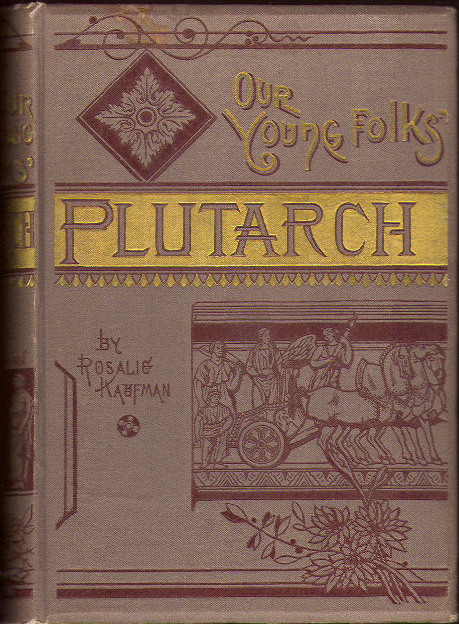 OUR
YOUNG FOLKS'
PLUTARCH
BY
ROSALIE
KAUFMAN